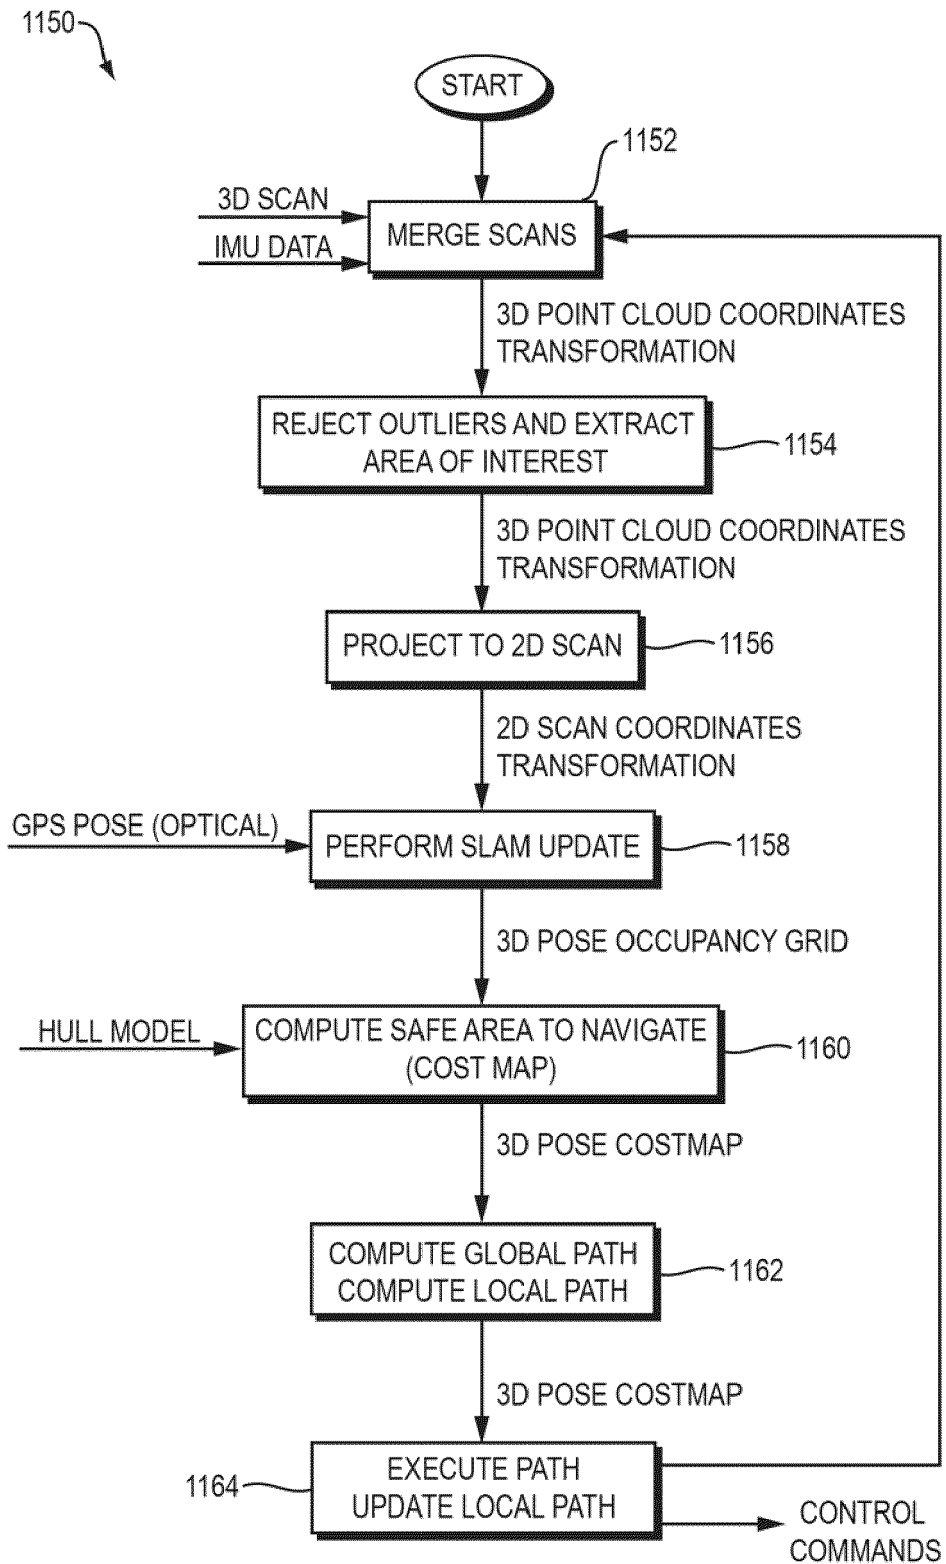 1150
START
1152
3D SCAN
IMU DATA
MERGE SCANS
3D POINT CLOUD COORDINATES
TRANSFORMATION
REJECT OUTLIERS AND EXTRACT
AREA OF INTEREST
1154
3D POINT CLOUD COORDINATES
TRANSFORMATION
PROJECT TO 2D SCAN
1156
2D SCAN COORDINATES
TRANSFORMATION
GPS POSE (OPTICAL)
PERFORM SLAM UPDATE
1158
3D POSE OCCUPANCY GRID
HULL MODEL
COMPUTE SAFE AREA TO NAVIGATE
(COST MAP)
1160
3D POSE COSTMAP
COMPUTE GLOBAL PATH
COMPUTE LOCAL PATH
1162
3D POSE COSTMAP
1164
EXECUTE PATH
UPDATE LOCAL PATH
CONTROL
COMMANDS